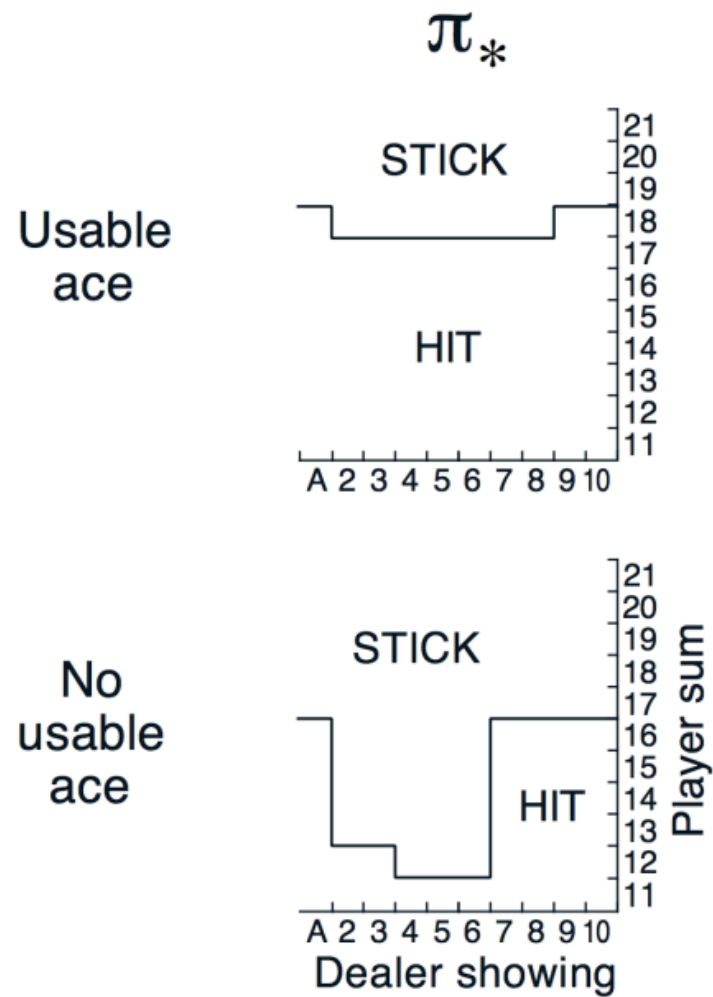 π*
Usable
ace
STICK
HIT
21
20
19
18
17
16
15
14
13
12
11
A 2 3 4 5 6 7 8 9 10
No
usable
ace
STICK
HIT
21
20
19
18
17
16
15
14
13
12
11
Player sum
A 2 3 4 5 6 7 8 9 10
Dealer showing